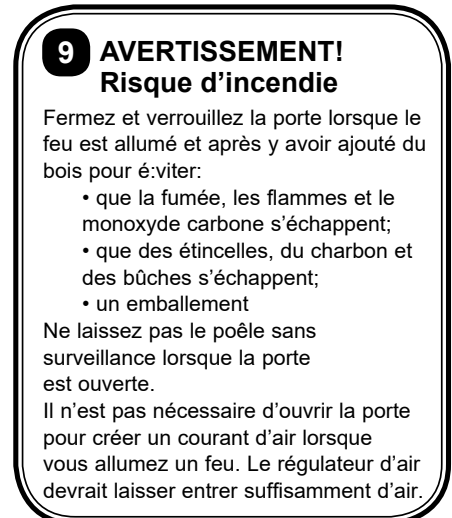 9 AVERTISSEMENT!
Risque d’incendie
Fermez et verrouillez la porte lorsque le
feu est allumé et après y avoir ajouté du
bois pour é:viter:
• que la fumée, les flammes et le
monoxyde carbone s’échappent;
• que des étincelles, du charbon et
des bûches s’échappent;
• un emballement
Ne laissez pas le poêle sans
surveillance lorsque la porte
est ouverte.
Il n’est pas nécessaire d’ouvrir la porte
pour créer un courant d’air lorsque
vous allumez un feu. Le régulateur d’air
devrait laisser entrer suffisamment d’air.